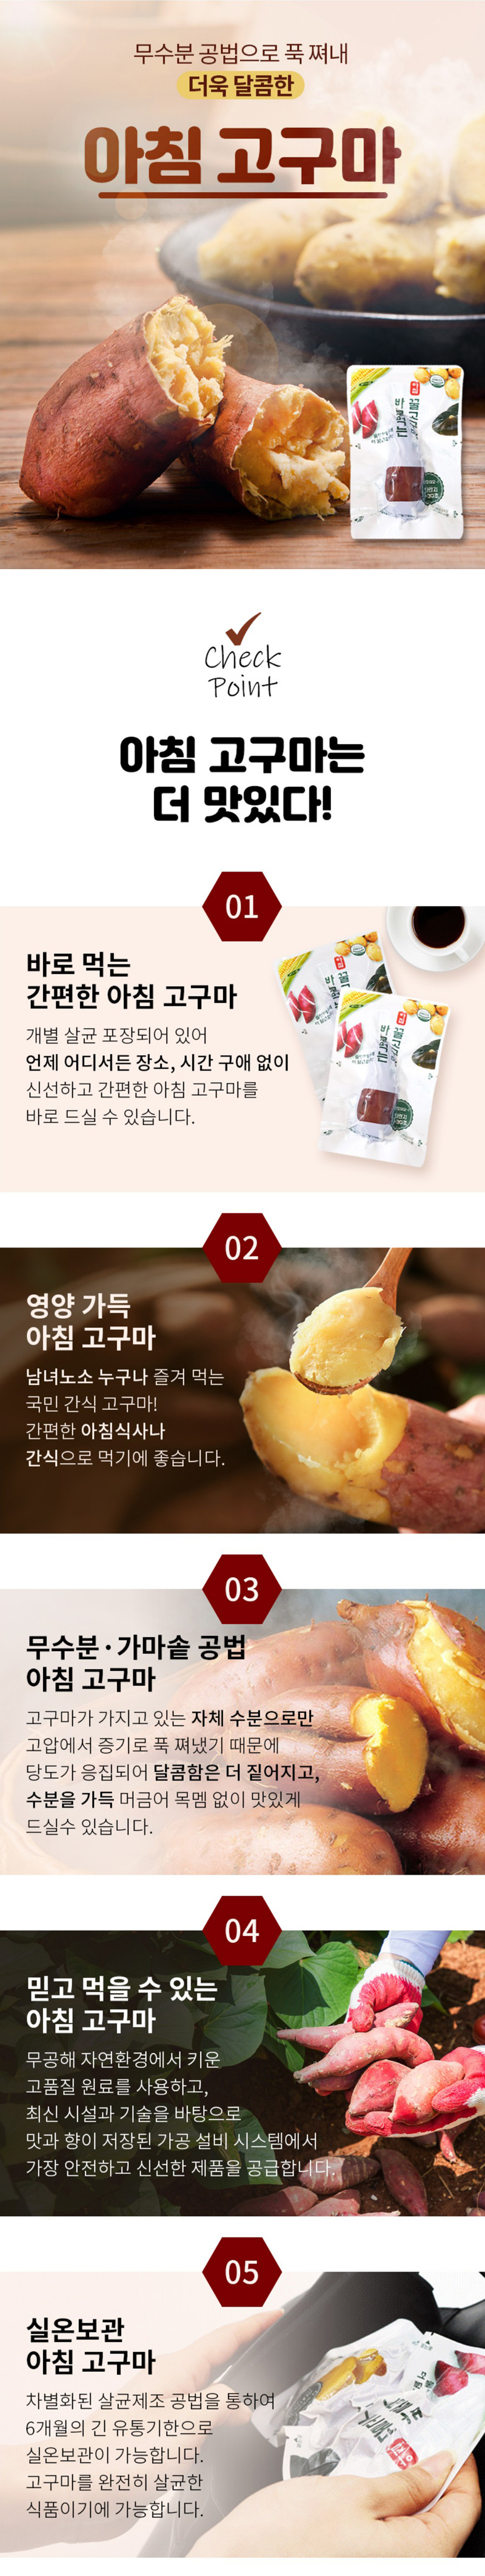 무수분 공법으로 푹 쪄내
더욱 달콤한
아침 고구마
Check
Point
아침 고구마는
더 맛있다!
01
바로 먹는
간편한 아침 고구마
개별 살균 포장되어 있어
언제 어디서든 장소, 시간 구애 없이
신선하고 간편한 아침 고구마를
바로 드실 수 있습니다.
02
영양 가득
아침 고구마
남녀노소 누구나 즐겨 먹는
국민 간식 고구마!
간편한 아침식사나
간식으로 먹기에 좋습니다.
03
무수분·가마솥 공법
아침 고구마
고구마가 가지고 있는 자체 수분으로만
고압에서 증기로 푹 쪄냈기 때문에
당도가 응집되어 달콤함은 더 짙어지고,
수분을 가득 머금어 목멤 없이 맛있게
드실수 있습니다.
04
믿고 먹을 수 있는
아침 고구마
무공해 자연환경에서 키운
고품질 원료를 사용하고,
최신 시설과 기술을 바탕으로
맛과 향이 저장된 가공 설비 시스템에서
가장 안전하고 신선한 제품을 공급합니다.
05
실온보관
아침 고구마
차별화된 살균제조 공법을 통하여
6개월의 긴 유통기한으로
실온보관이 가능합니다.
고구마를 완전히 살균한
식품이기에 가능합니다.